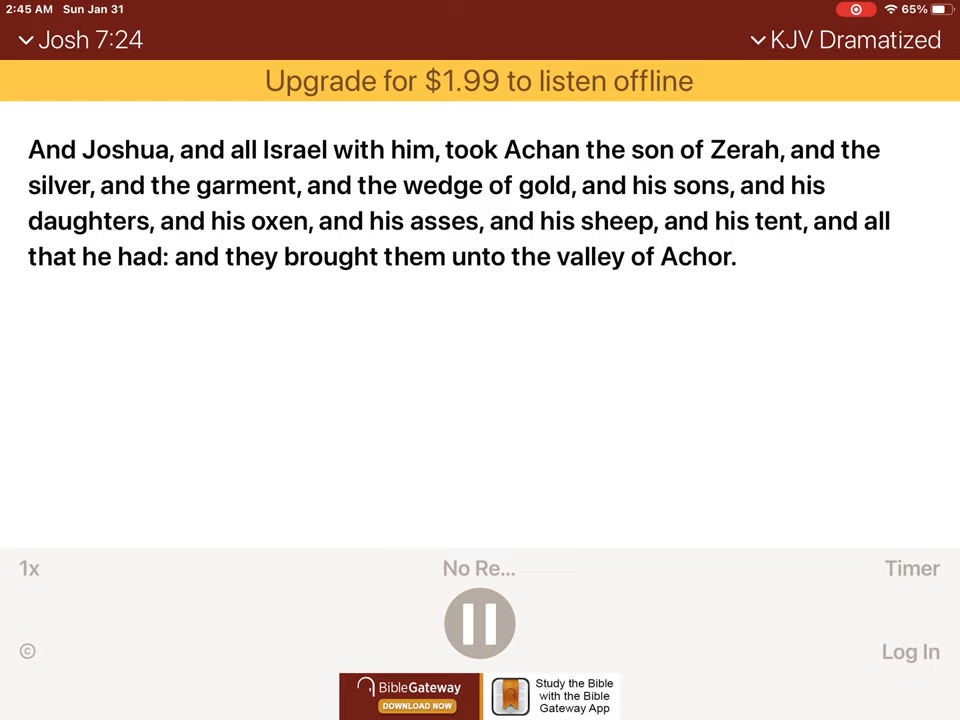 2:45 AM Sun Jan 31 65%
Josh 7:24 KJV Dramatized
Upgrade for $1.99 to listen offline
And Joshua, and all Israel with him, took Achan the son of Zerah, and the
silver, and the garment, and the wedge of gold, and his sons, and his
daughters, and his oxen, and his asses, and his sheep, and his tent, and all
that he had: and they brought them unto the valley of Achor.
1x No Re... Timer
© Log In
BibleGateway
DOWNLOAD NOW
Study the Bible
with the Bible
Gateway App